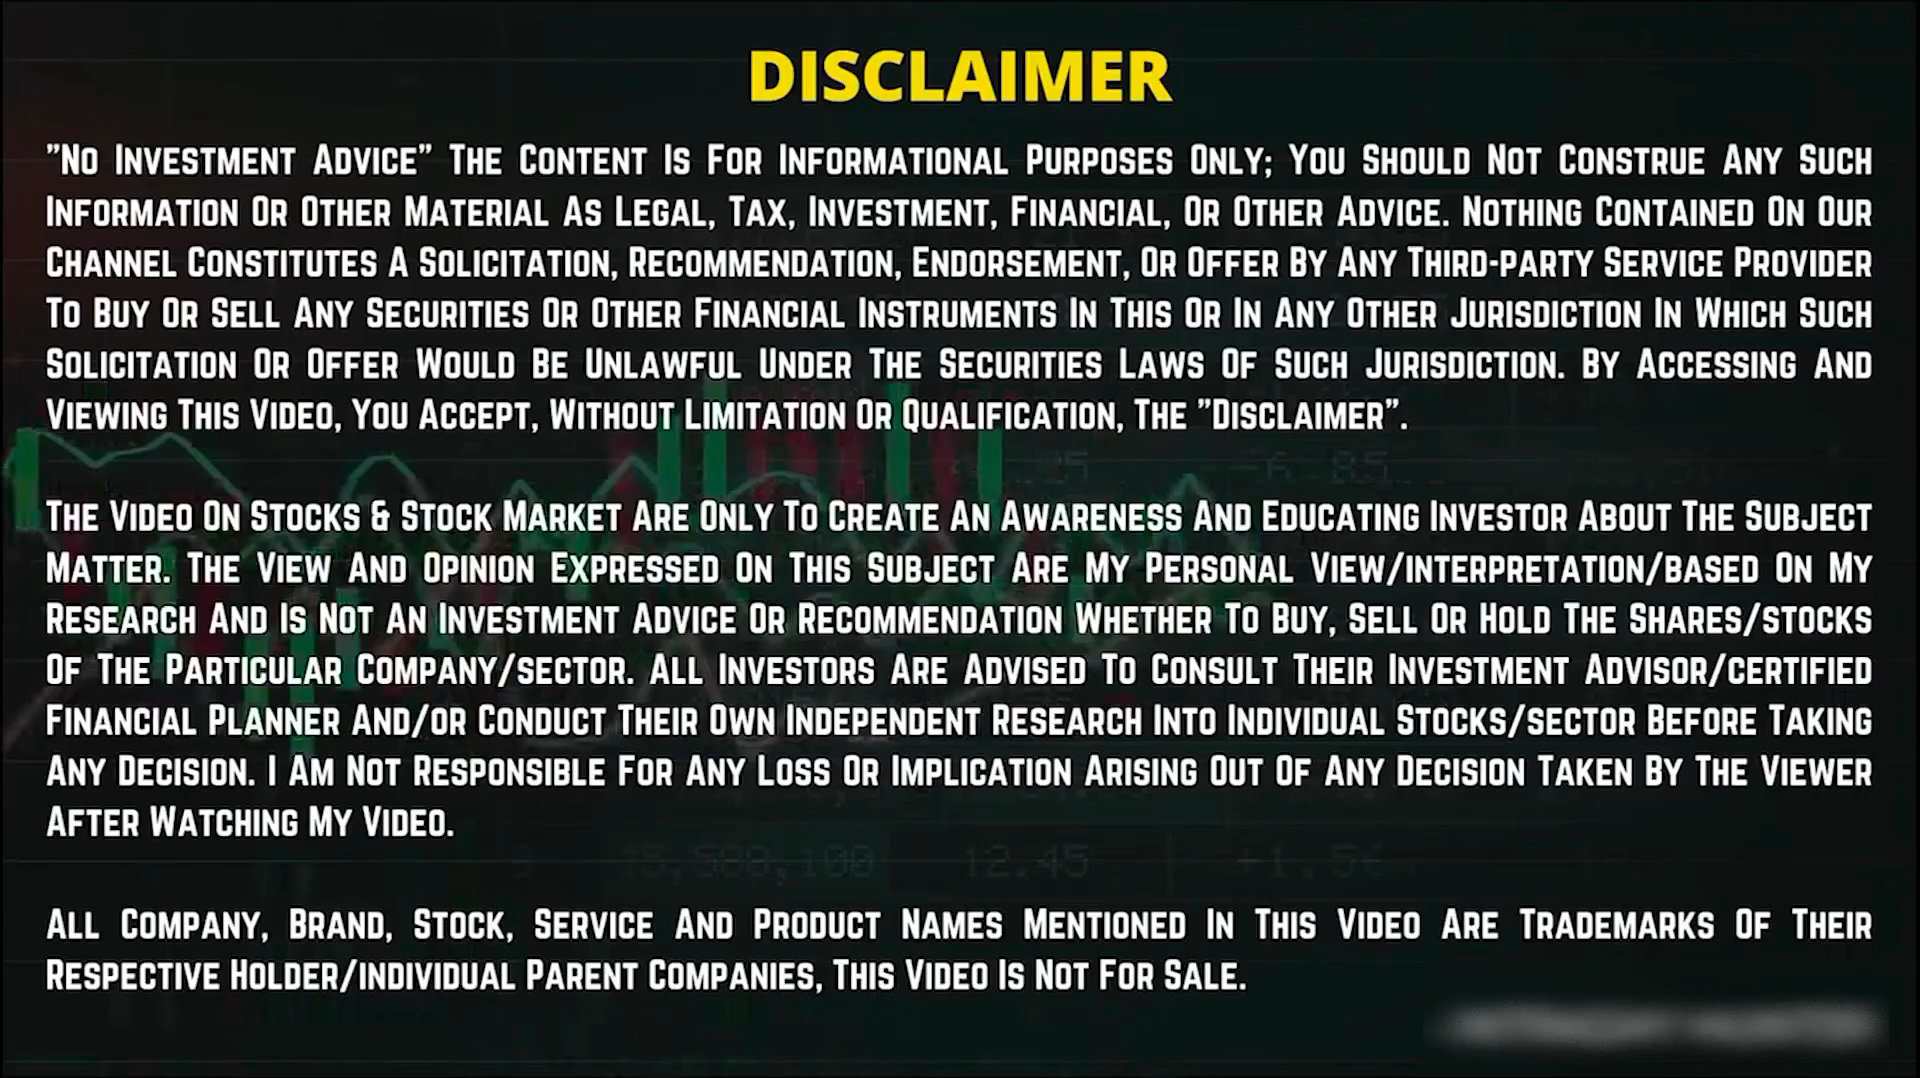 DISCLAIMER
"No Investment Advice" The Content Is For Informational Purposes Only; You Should Not Construe Any Such
Information Or Other Material As Legal, Tax, Investment, Financial, Or Other Advice. Nothing Contained On Our
Channel Constitutes A Solicitation, Recommendation, Endorsement, Or Offer By Any Third-party Service Provider
To Buy Or Sell Any Securities Or Other Financial Instruments In This Or In Any Other Jurisdiction In Which Such
Solicitation Or Offer Would Be Unlawful Under The Securities Laws Of Such Jurisdiction. By Accessing And
Viewing This Video, You Accept, Without Limitation Or Qualification, The "Disclaimer".
The Video On Stocks & Stock Market Are Only To Create An Awareness And Educating Investor About The Subject
Matter. The View And Opinion Expressed On This Subject Are My Personal View/interpretation/based On My
Research And Is Not An Investment Advice Or Recommendation Whether To Buy, Sell Or Hold The Shares/stocks
Of The Particular Company/sector. All Investors Are Advised To Consult Their Investment Advisor/certified
Financial Planner And/or Conduct Their Own Independent Research Into Individual Stocks/sector Before Taking
Any Decision. I Am Not Responsible For Any Loss Or Implication Arising Out Of Any Decision Taken By The Viewer
After Watching My Video.
12.45
All Company, Brand, Stock, Service And Product Names Mentioned In This Video Are Trademarks Of Their
Respective Holder/individual Parent Companies, This Video Is Not For Sale.